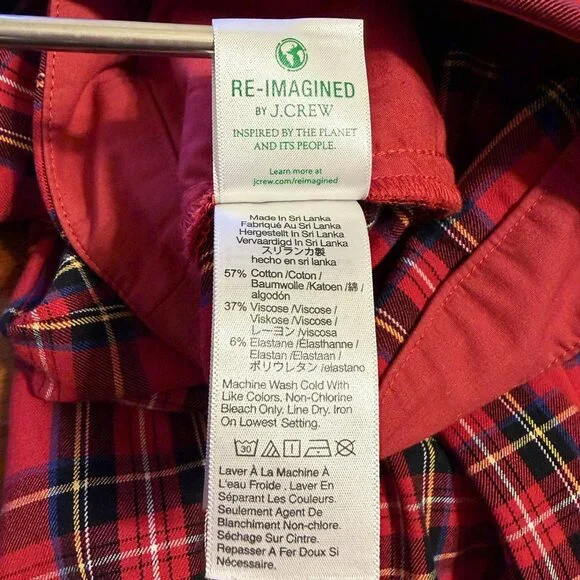 RE-IMAGINED
BY J.CREW
INSPIRED BY THE PLANET
AND ITS PEOPLE.
Learn more at
jcrew.com/reimagined
Made In Sri Lanka
Fabriqué Au Sri Lanka
Hergestellt In Sri Lanka
Vervaardigd In Sri Lanka
スリランカ製
hecho en sri lanka
57% Cotton /Coton /
Baumwolle /Katoen /綿 /
algodón
37% Viscose /Viscose /
Viskose /Viscose /
レーヨン /viscosa
6% Elastane /Élasthanne /
Elastan /Elastaan /
ポリウレタン /elastano
Machine Wash Cold With
Like Colors. Non-Chlorine
Bleach Only. Line Dry. Iron
On Lowest Setting.
30
Laver À La Machine À
L'eau Froide . Laver En
Séparant Les Couleurs.
Seulement Agent De
Blanchiment Non-chlore.
Séchage Sur Cintre.
Repasser A Fer Doux Si
Nécessaire.